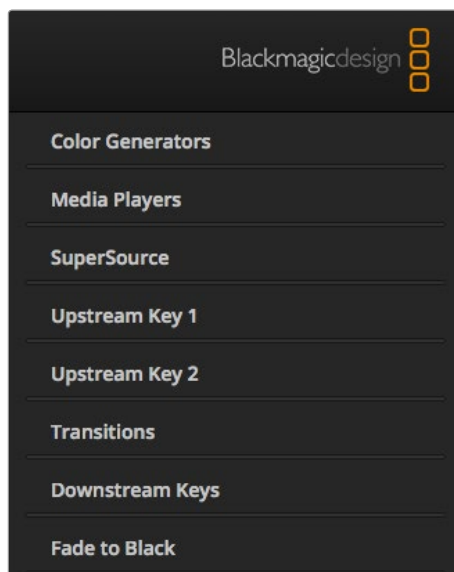 Blackmagicdesign
Color Generators
Media Players
SuperSource
Upstream Key 1
Upstream Key 2
Transitions
Downstream Keys
Fade to Black